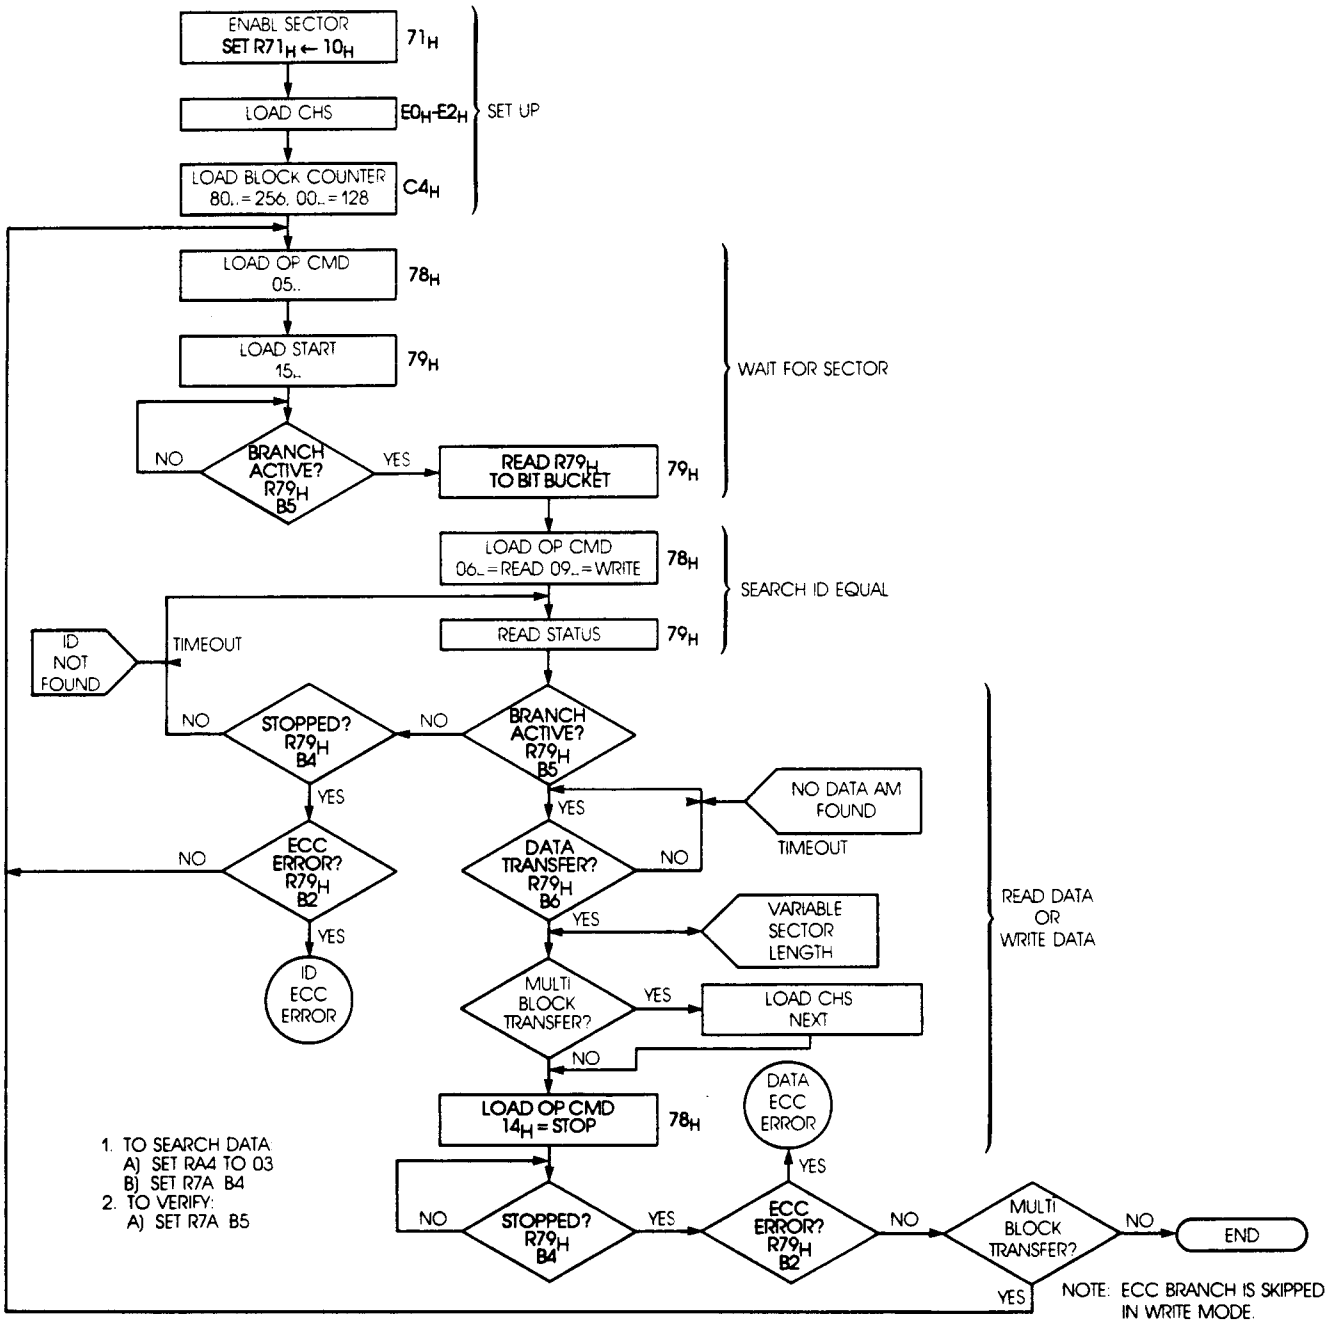 ENABL SECTOR
SET R71H ← 10H
71H
LOAD CHS
E0H-E2H
SET UP
LOAD BLOCK COUNTER
80.. = 256, 00.. = 128
C4H
LOAD OP CMD
05..
78H
LOAD START
15..
79H
WAIT FOR SECTOR
BRANCH
ACTIVE?
R79H
B5
NO
YES
READ R79H
TO BIT BUCKET
79H
LOAD OP CMD
06.. = READ 09.. = WRITE
78H
SEARCH ID EQUAL
READ STATUS
79H
ID
NOT
FOUND
TIMEOUT
NO
STOPPED?
R79H
B4
NO
BRANCH
ACTIVE?
R79H
B5
YES
YES
NO DATA AM
FOUND
TIMEOUT
NO
ECC
ERROR?
R79H
B2
DATA
TRANSFER?
R79H
B6
NO
YES
YES
ID
ECC
ERROR
VARIABLE
SECTOR
LENGTH
READ DATA
OR
WRITE DATA
MULTI
BLOCK
TRANSFER?
YES
LOAD CHS
NEXT
NO
LOAD OP CMD
14H = STOP
78H
DATA
ECC
ERROR
YES
1. TO SEARCH DATA
A) SET RA4 TO 03
B) SET R7A B4
2. TO VERIFY:
A) SET R7A B5
NO
STOPPED?
R79H
B4
YES
ECC
ERROR?
R79H
B2
NO
MULTI
BLOCK
TRANSFER?
NO
END
YES
NOTE: ECC BRANCH IS SKIPPED
IN WRITE MODE.